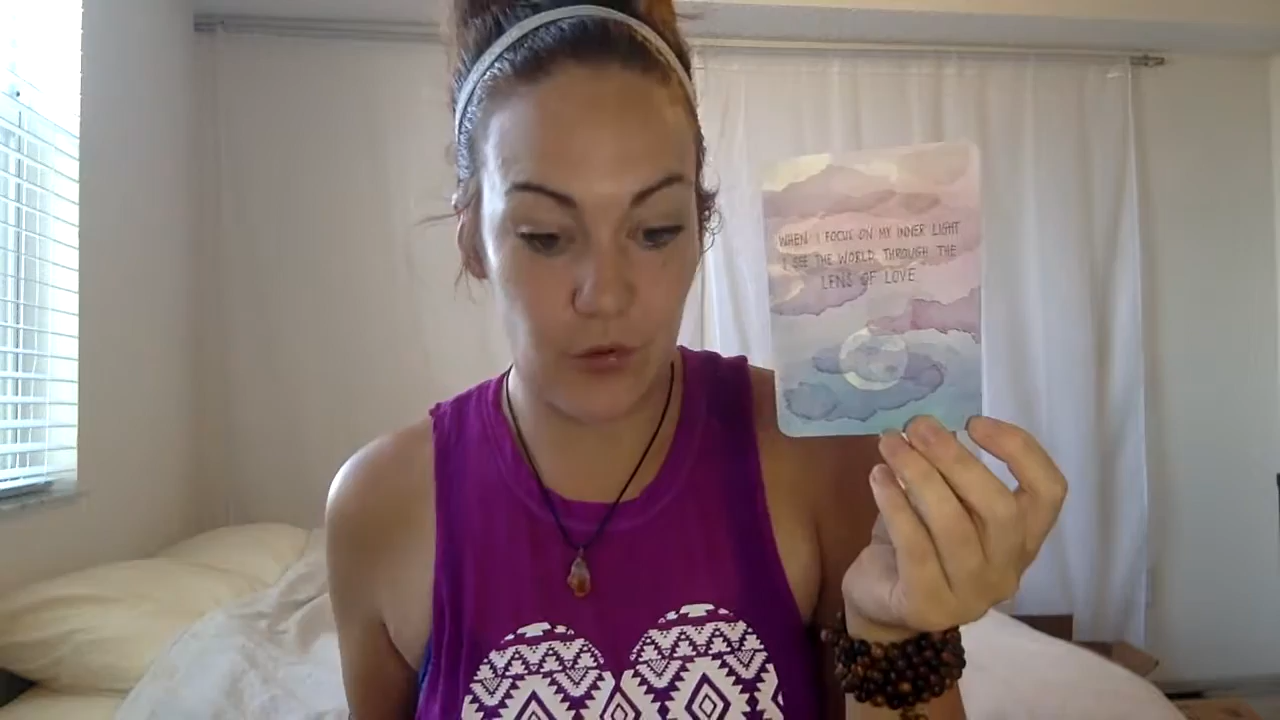 WHEN I FOCUS ON MY INNER LIGHT
I SEE THE WORLD THROUGH THE
LENS OF LOVE